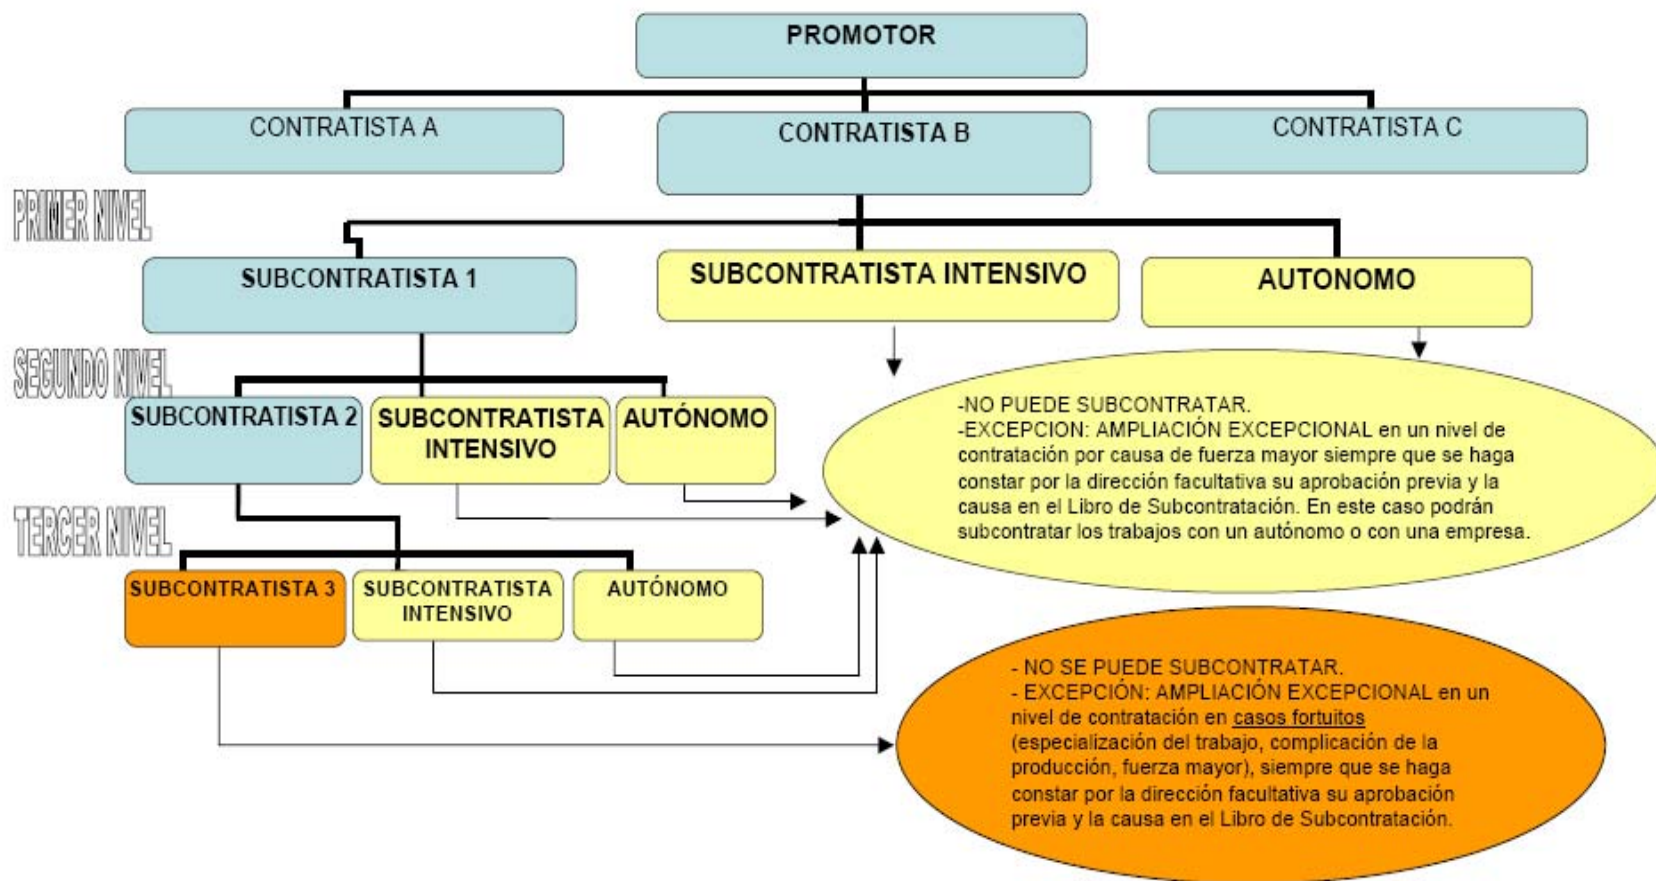 PROMOTOR
CONTRATISTA A
CONTRATISTA B
CONTRATISTA C
PRIMER NIVEL
SUBCONTRATISTA 1
SUBCONTRATISTA INTENSIVO
AUTONOMO
SEGUNDO NIVEL
SUBCONTRATISTA 2
SUBCONTRATISTA
INTENSIVO
AUTÓNOMO
-NO PUEDE SUBCONTRATAR.
-EXCEPCION: AMPLIACIÓN EXCEPCIONAL en un nivel de
contratación por causa de fuerza mayor siempre que se haga
constar por la dirección facultativa su aprobación previa y la
causa en el Libro de Subcontratación. En este caso podrán
subcontratar los trabajos con un autónomo o con una empresa.
TERCER NIVEL
SUBCONTRATISTA 3
SUBCONTRATISTA
INTENSIVO
AUTÓNOMO
- NO SE PUEDE SUBCONTRATAR.
- EXCEPCIÓN: AMPLIACIÓN EXCEPCIONAL en un
nivel de contratación en casos fortuitos
(especialización del trabajo, complicación de la
producción, fuerza mayor), siempre que se haga
constar por la dirección facultativa su aprobación
previa y la causa en el Libro de Subcontratación.